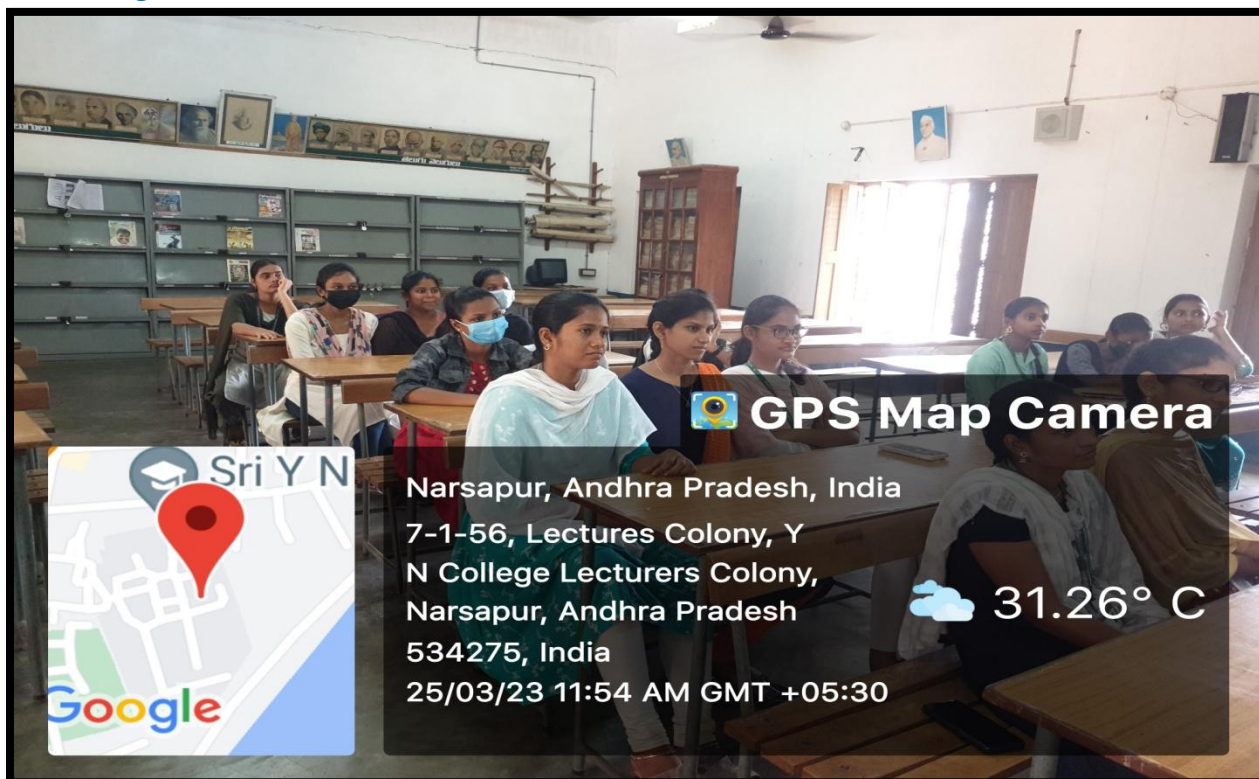 తెలుగు వెలుగులు
GPS Map Camera
Sri Y N
Google
Narsapur, Andhra Pradesh, India
7-1-56, Lectures Colony, Y
N College Lecturers Colony,
Narsapur, Andhra Pradesh
534275, India
25/03/23 11:54 AM GMT +05:30
31.26° C